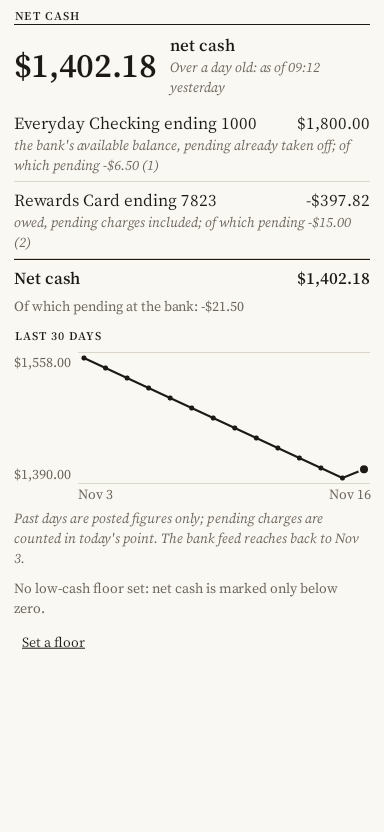 NET CASH
$1,402.18
net cash
Over a day old: as of 09:12
yesterday
Everyday Checking ending 1000 $1,800.00
the bank's available balance, pending already taken off; of
which pending -$6.50 (1)
Rewards Card ending 7823 -$397.82
owed, pending charges included; of which pending -$15.00
(2)
Net cash $1,402.18
Of which pending at the bank: -$21.50
LAST 30 DAYS
$1,558.00
$1,390.00
Nov 3 Nov 16
Past days are posted figures only; pending charges are
counted in today's point. The bank feed reaches back to Nov
3.
No low-cash floor set: net cash is marked only below
zero.
Set a floor